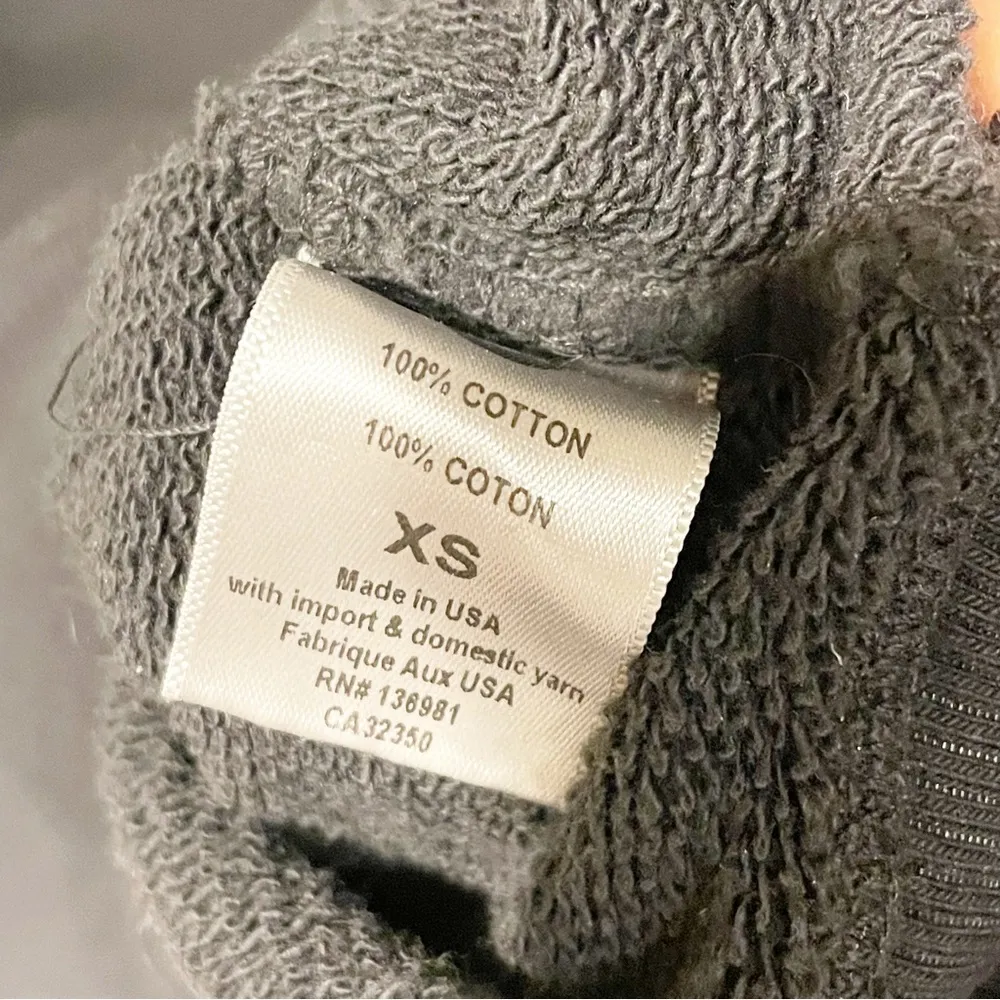 100% COTTON
100% COTON
XS
Made in USA
with import & domestic yarn
Fabrique Aux USA
RN# 136981
CA32350